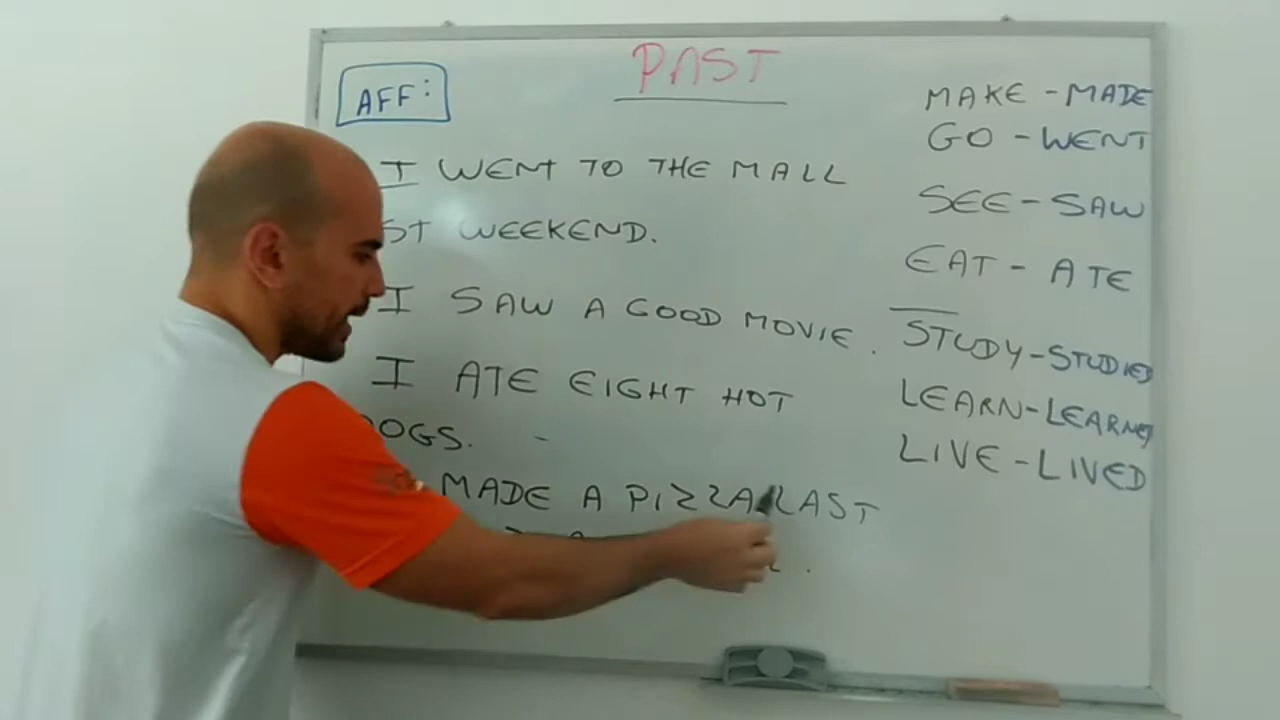 PAST
AFF:
I WENT TO THE MALL
ST WEEKEND.
I SAW A GOOD MOVIE.
I ATE EIGHT HOT
DOGS.
MADE A PIZZA LAST
MAKE - MADE
GO - WENT
SEE - SAW
EAT - ATE
STUDY - STUDIED
LEARN - LEARNED
LIVE - LIVED